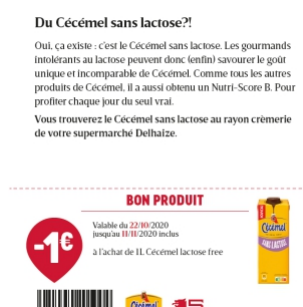 Du Cécémel sans lactose?!
Oui, ça existe : c'est le Cécémel sans lactose. Les gourmands
intolérants au lactose peuvent donc (enfin) savourer le goût
unique et incomparable de Cécémel. Comme tous les autres
produits de Cécémel, il a aussi obtenu un Nutri-Score B. Pour
profiter chaque jour du seul vrai.
Vous trouverez le Cécémel sans lactose au rayon crèmerie
de votre supermarché Delhaize.
BON PRODUIT
-1€
Valable du 22/10/2020
jusqu'au 11/11/2020 inclus
à l'achat de 1L Cécémel lactose free
Cécémel
SANS LACTOSE
Cécémel